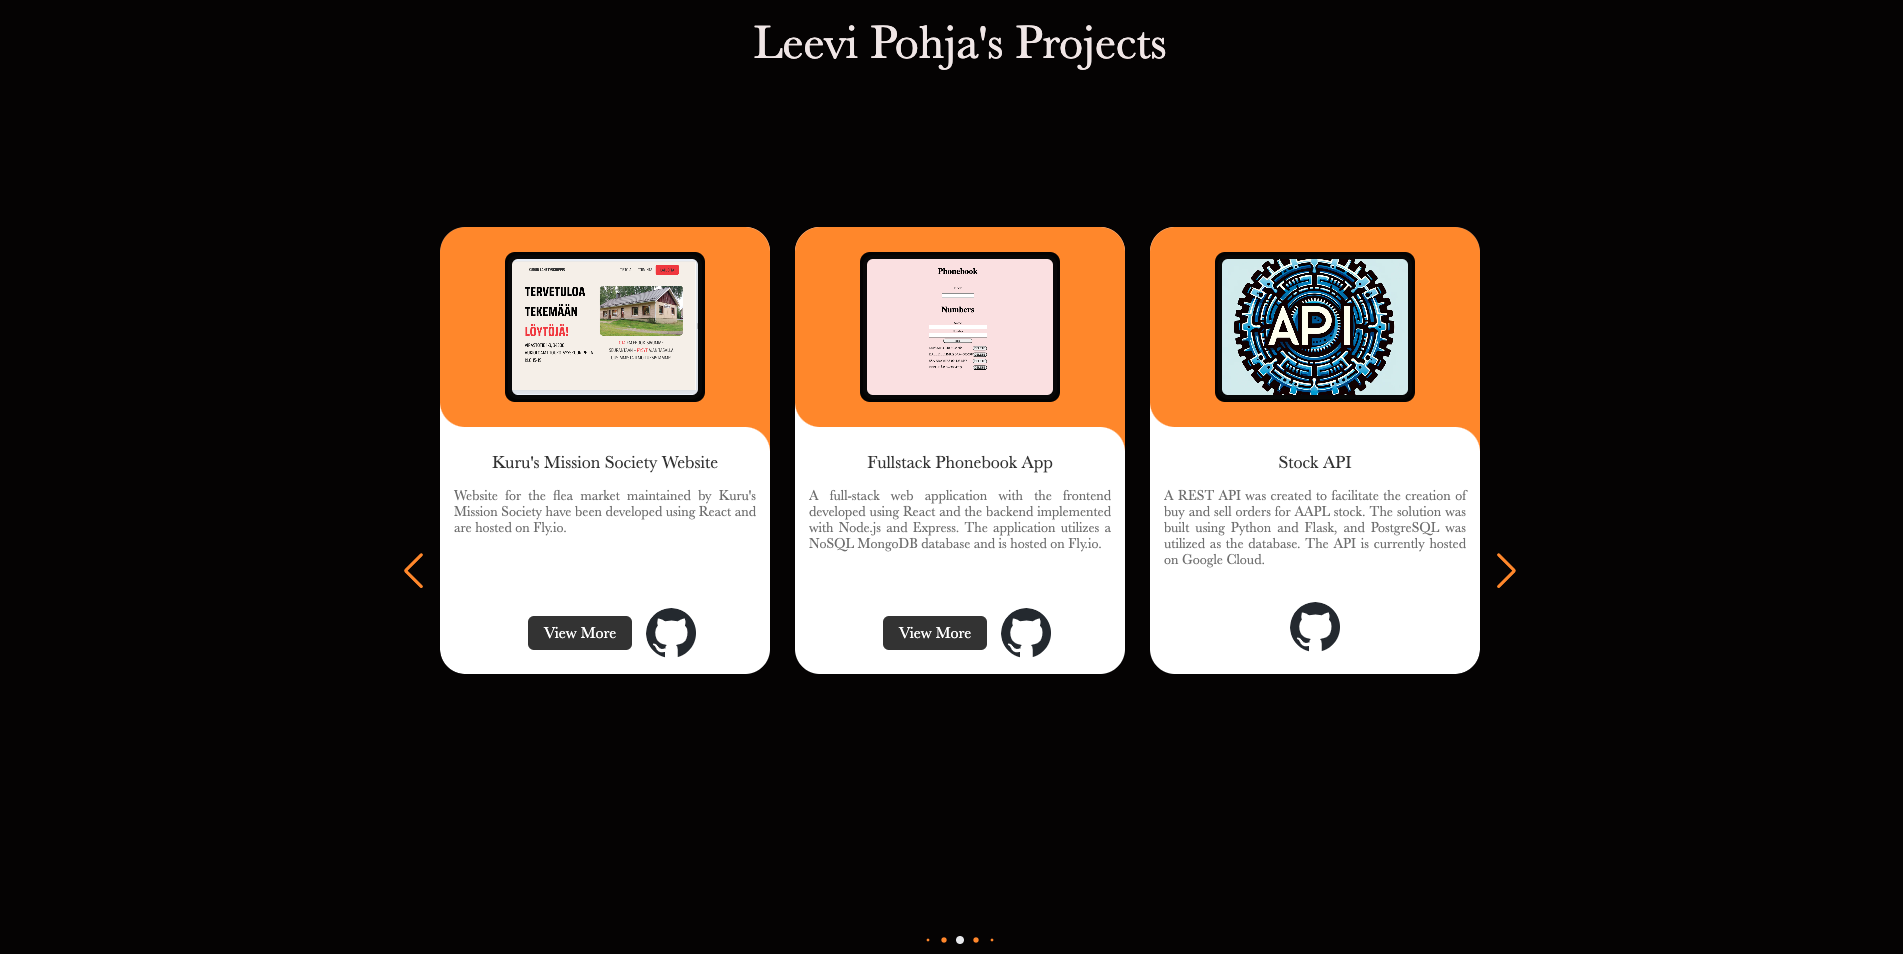 Leevi Pohja's Projects
TERVETULOA
TEKEMÄÄN
LÖYTÖJÄ!
Phonebook
Numbers
API
Kuru's Mission Society Website
Website for the flea market maintained by Kuru's
Mission Society have been developed using React and
are hosted on Fly.io.
View More
Fullstack Phonebook App
A full-stack web application with the frontend
developed using React and the backend implemented
with Node.js and Express. The application utilizes a
NoSQL MongoDB database and is hosted on Fly.io.
View More
Stock API
A REST API was created to facilitate the creation of
buy and sell orders for AAPL stock. The solution was
built using Python and Flask, and PostgreSQL was
utilized as the database. The API is currently hosted
on Google Cloud.